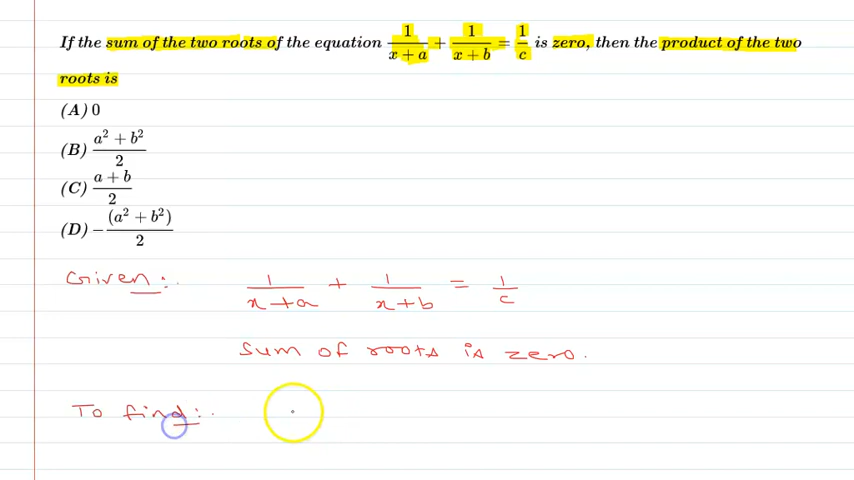 If the sum of the two roots of the equation 1/(x + a) + 1/(x + b) = 1/c is zero, then the product of the two
roots is
(A) 0
(B) (a² + b²)/2
(C) (a + b)/2
(D) −(a² + b²)/2
Given:. 1/(x+a) + 1/(x+b) = 1/c
Sum of roots is zero.
To find:.